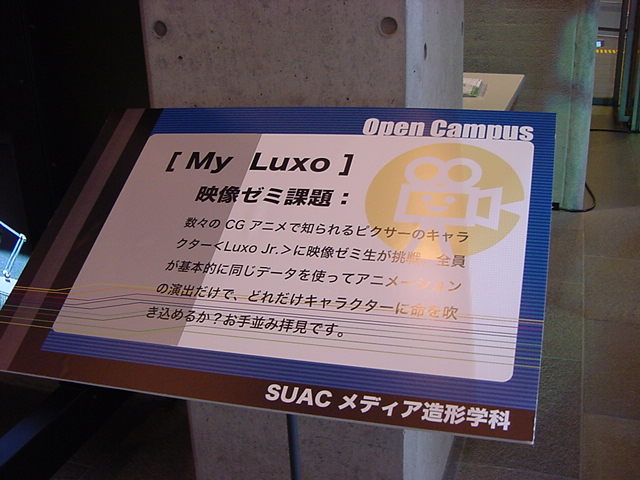 Open Campus
[ My Luxo ]
映像ゼミ課題：
数々の CG アニメで知られるピクサーのキャラ
クター<Luxo Jr.>に映像ゼミ生が挑戦。全員
が基本的に同じデータを使ってアニメーション
の演出だけで、どれだけキャラクターに命を吹
き込めるか？お手並み拝見です。
SUAC メディア造形学科